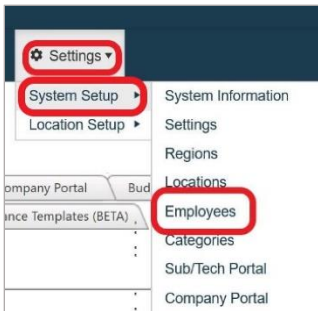 Settings ▾
System Setup ▸ System Information
Location Setup ▸ Settings
Regions
Locations
ompany Portal Bud
Employees
ance Templates (BETA)
Categories
Sub/Tech Portal
Company Portal